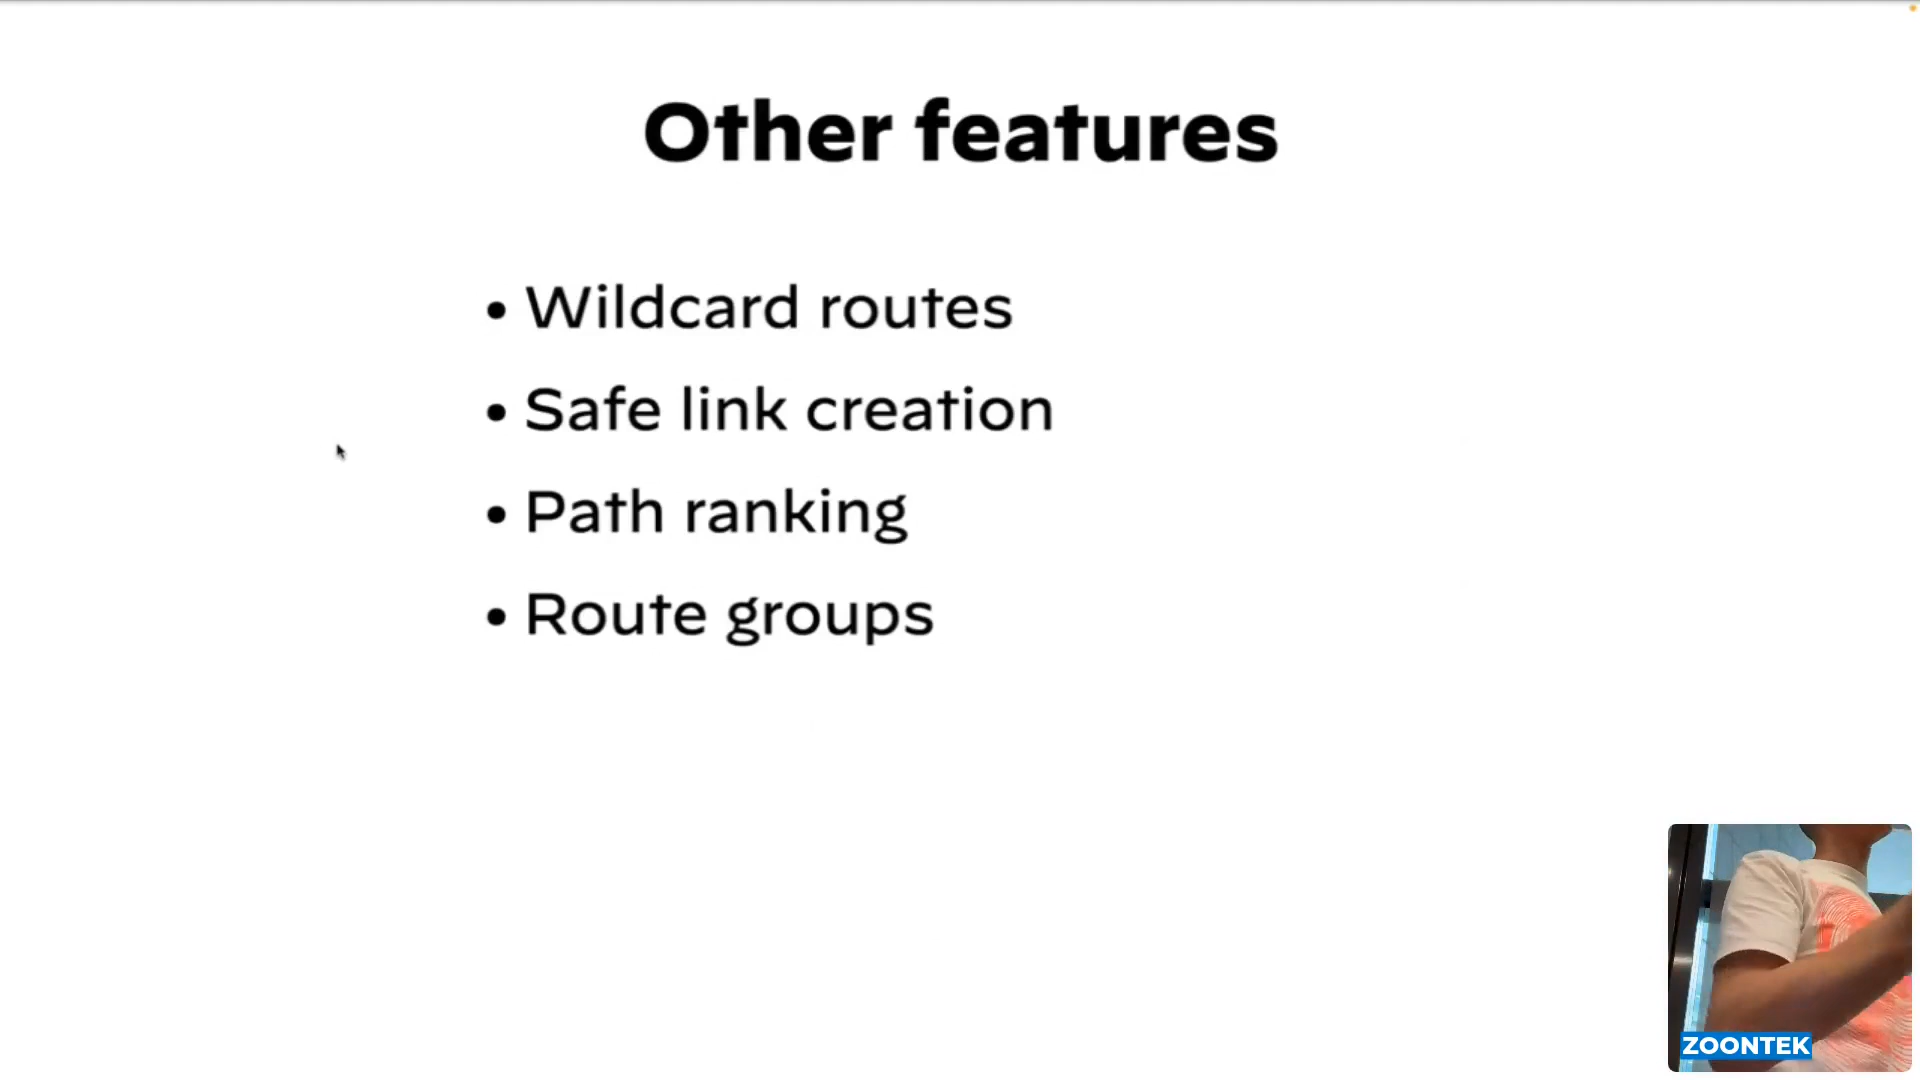 Other features
• Wildcard routes
• Safe link creation
• Path ranking
• Route groups
ZOONTEK